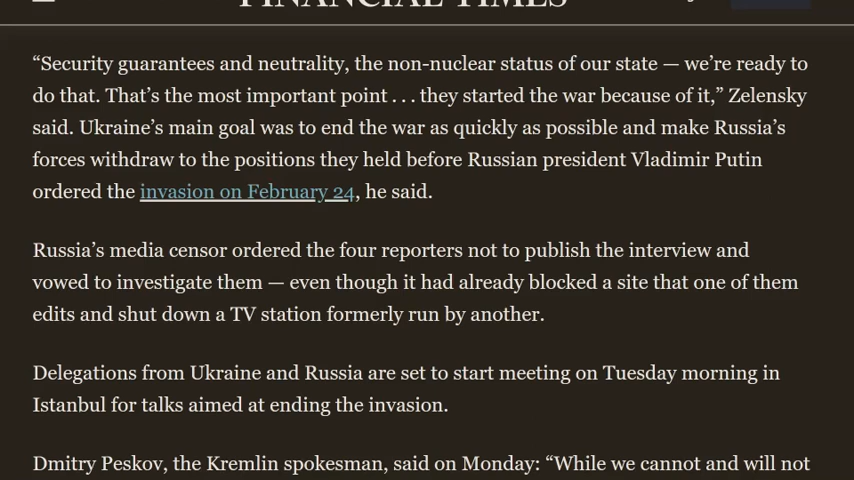 FINANCIAL TIMES
“Security guarantees and neutrality, the non-nuclear status of our state — we’re ready to
do that. That’s the most important point . . . they started the war because of it,” Zelensky
said. Ukraine’s main goal was to end the war as quickly as possible and make Russia’s
forces withdraw to the positions they held before Russian president Vladimir Putin
ordered the invasion on February 24, he said.
Russia’s media censor ordered the four reporters not to publish the interview and
vowed to investigate them — even though it had already blocked a site that one of them
edits and shut down a TV station formerly run by another.
Delegations from Ukraine and Russia are set to start meeting on Tuesday morning in
Istanbul for talks aimed at ending the invasion.
Dmitry Peskov, the Kremlin spokesman, said on Monday: “While we cannot and will not